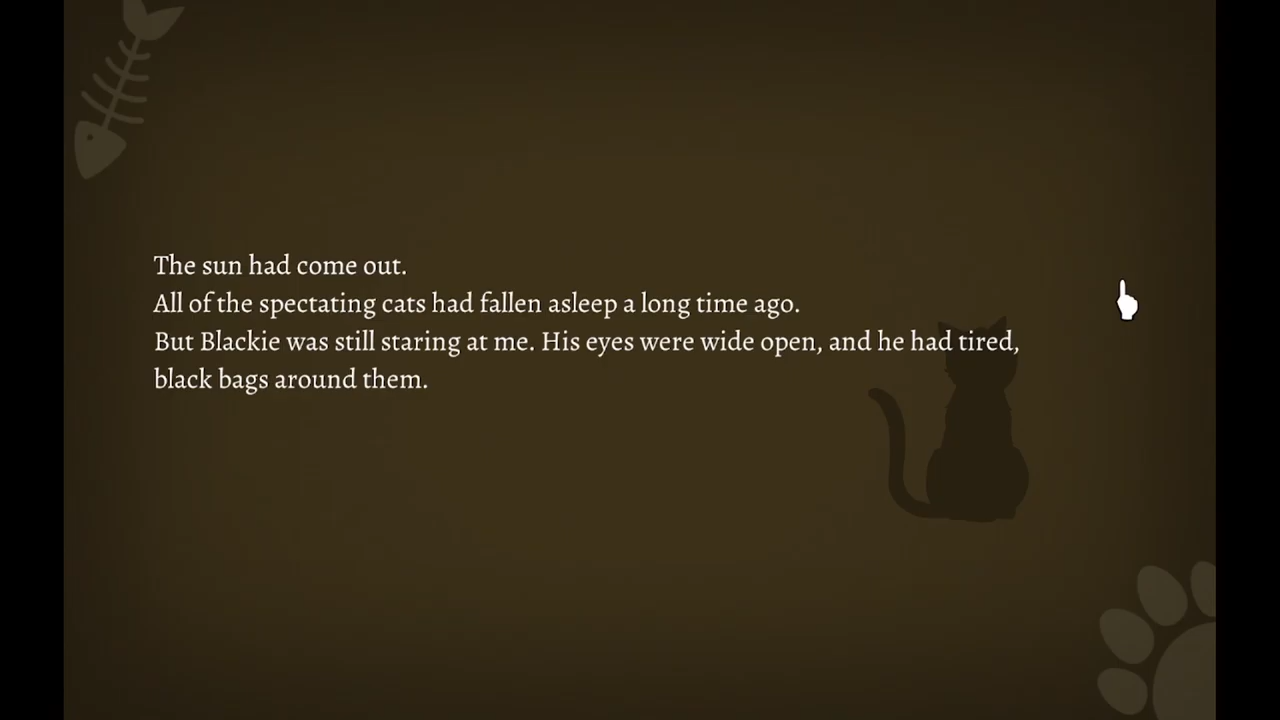 The sun had come out.
All of the spectating cats had fallen asleep a long time ago.
But Blackie was still staring at me. His eyes were wide open, and he had tired,
black bags around them.